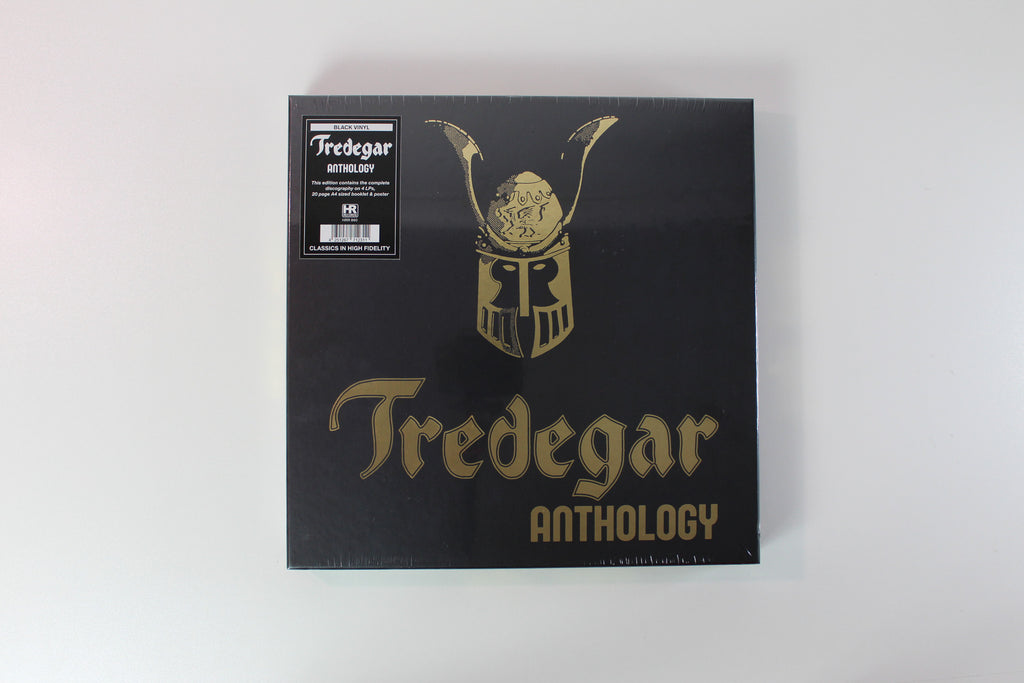 BLACK VINYL
Tredegar
ANTHOLOGY
This edition contains the complete
discography on 4 LPs,
20 page A4 sized booklet & poster
HR
CLASSICS IN HIGH FIDELITY
Tredegar
ANTHOLOGY